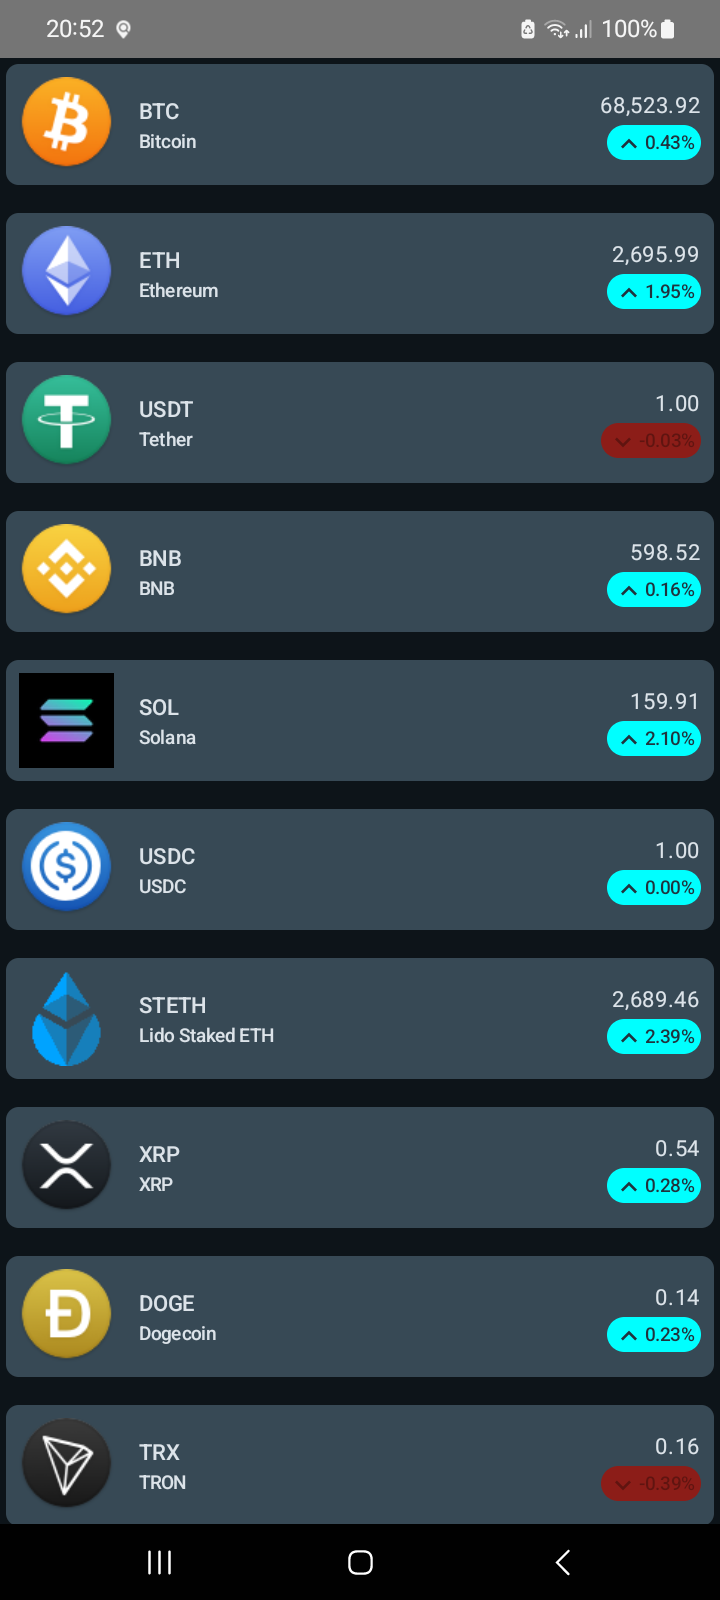 20:52 100%
BTC 68,523.92
Bitcoin 0.43%
ETH 2,695.99
Ethereum 1.95%
USDT 1.00
Tether -0.03%
BNB 598.52
BNB 0.16%
SOL 159.91
Solana 2.10%
USDC 1.00
USDC 0.00%
STETH 2,689.46
Lido Staked ETH 2.39%
XRP 0.54
XRP 0.28%
DOGE 0.14
Dogecoin 0.23%
TRX 0.16
TRON -0.39%